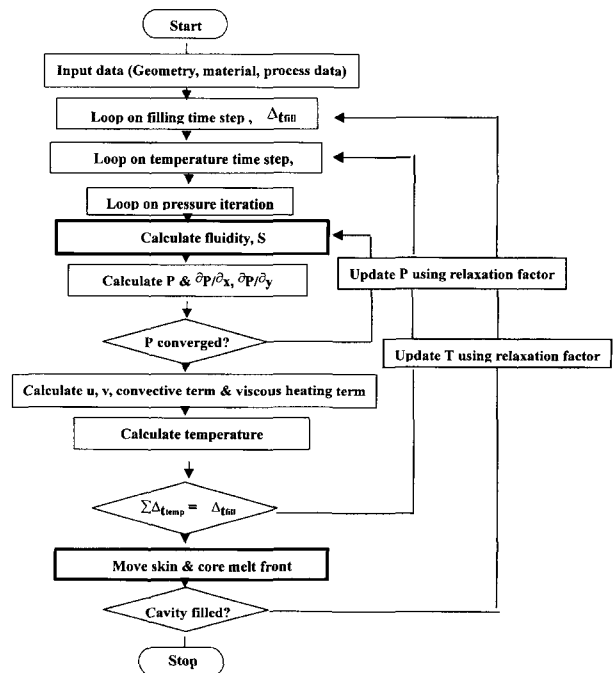 Start
Input data (Geometry, material, process data)
Loop on filling time step , Δtfill
Loop on temperature time step,
Loop on pressure iteration
Calculate fluidity, S
Update P using relaxation factor
Calculate P & ∂P/∂x, ∂P/∂y
P converged?
Update T using relaxation factor
Calculate u, v, convective term & viscous heating term
Calculate temperature
∑Δttemp = Δtfill
Move skin & core melt front
Cavity filled?
Stop